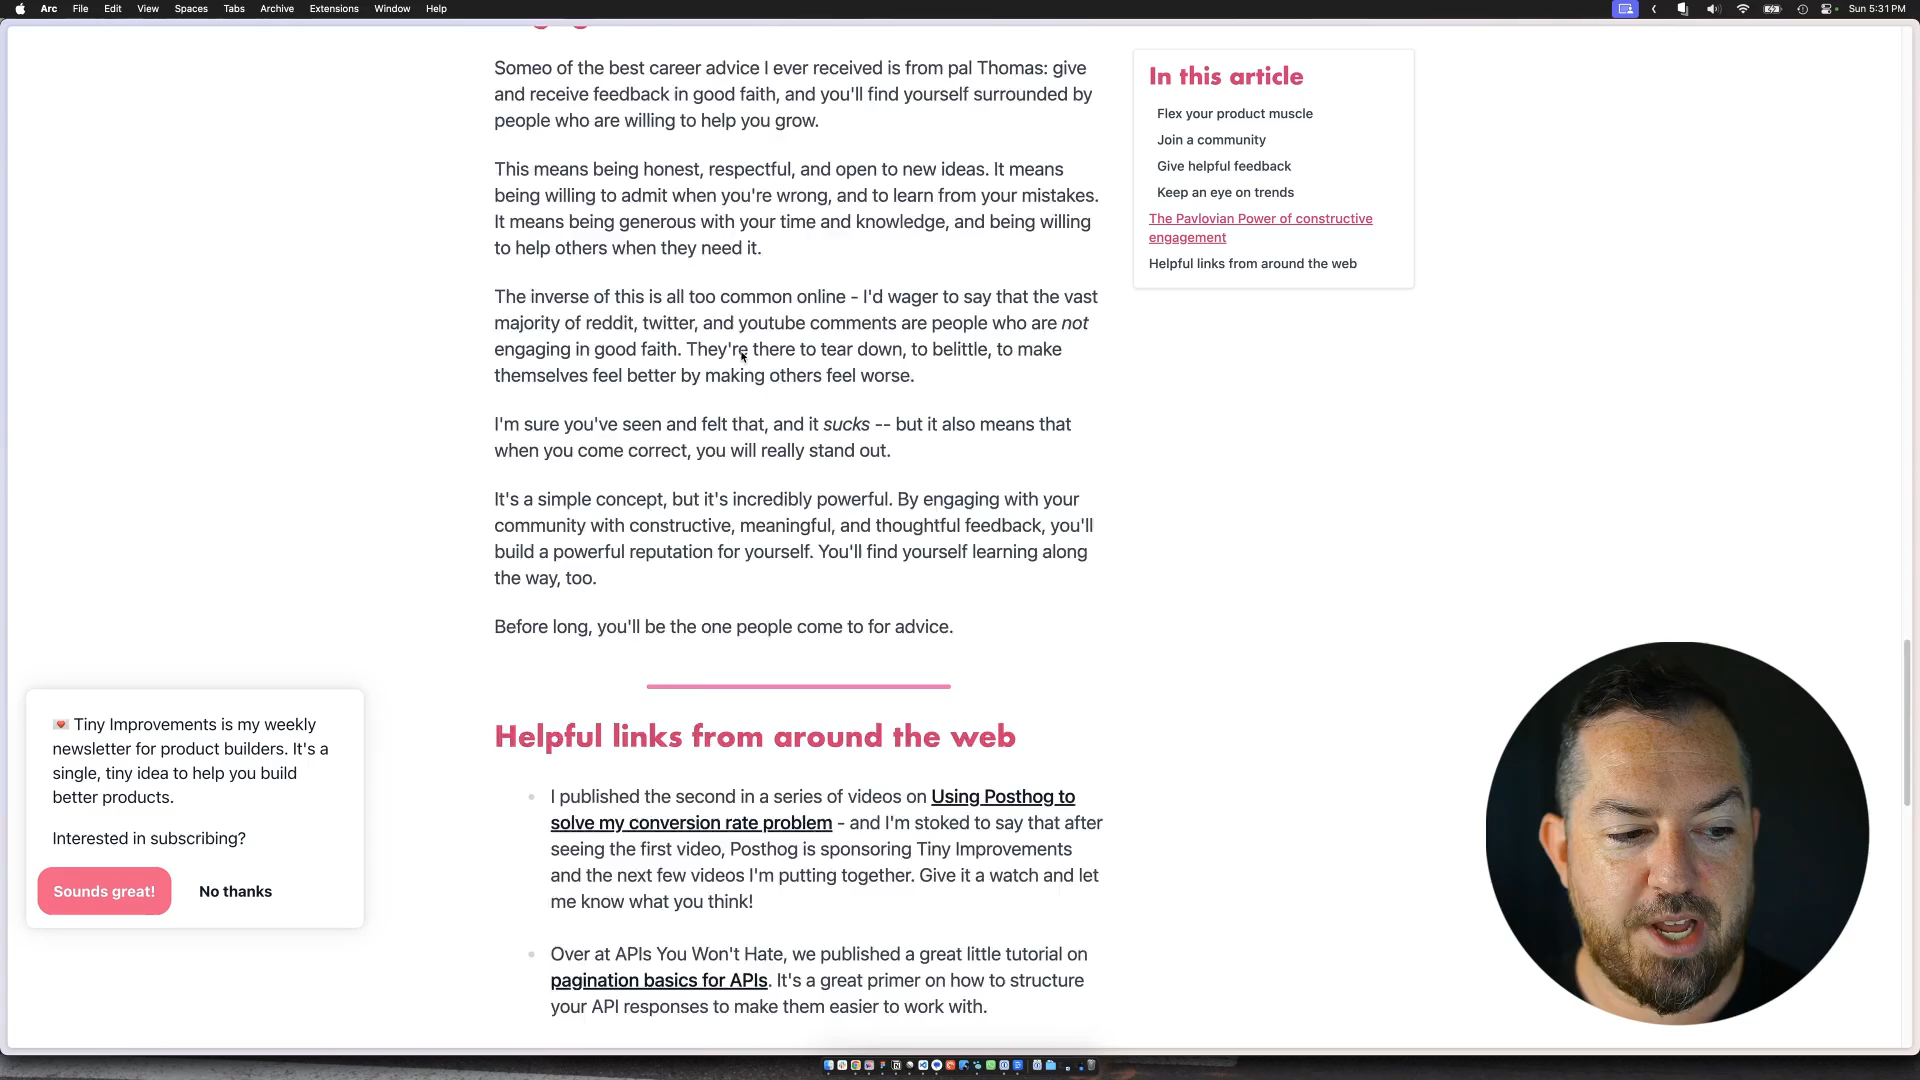 Arc File Edit View Spaces Tabs Archive Extensions Window Help Sun 5:31 PM
Someo of the best career advice I ever received is from pal Thomas: give
and receive feedback in good faith, and you'll find yourself surrounded by
people who are willing to help you grow.
This means being honest, respectful, and open to new ideas. It means
being willing to admit when you're wrong, and to learn from your mistakes.
It means being generous with your time and knowledge, and being willing
to help others when they need it.
The inverse of this is all too common online - I'd wager to say that the vast
majority of reddit, twitter, and youtube comments are people who are not
engaging in good faith. They're there to tear down, to belittle, to make
themselves feel better by making others feel worse.
I'm sure you've seen and felt that, and it sucks -- but it also means that
when you come correct, you will really stand out.
It's a simple concept, but it's incredibly powerful. By engaging with your
community with constructive, meaningful, and thoughtful feedback, you'll
build a powerful reputation for yourself. You'll find yourself learning along
the way, too.
Before long, you'll be the one people come to for advice.
Helpful links from around the web
I published the second in a series of videos on Using Posthog to
solve my conversion rate problem - and I'm stoked to say that after
seeing the first video, Posthog is sponsoring Tiny Improvements
and the next few videos I'm putting together. Give it a watch and let
me know what you think!
Over at APIs You Won't Hate, we published a great little tutorial on
pagination basics for APIs. It's a great primer on how to structure
your API responses to make them easier to work with.
In this article
Flex your product muscle
Join a community
Give helpful feedback
Keep an eye on trends
The Pavlovian Power of constructive
engagement
Helpful links from around the web
💌 Tiny Improvements is my weekly
newsletter for product builders. It's a
single, tiny idea to help you build
better products.
Interested in subscribing?
Sounds great! No thanks